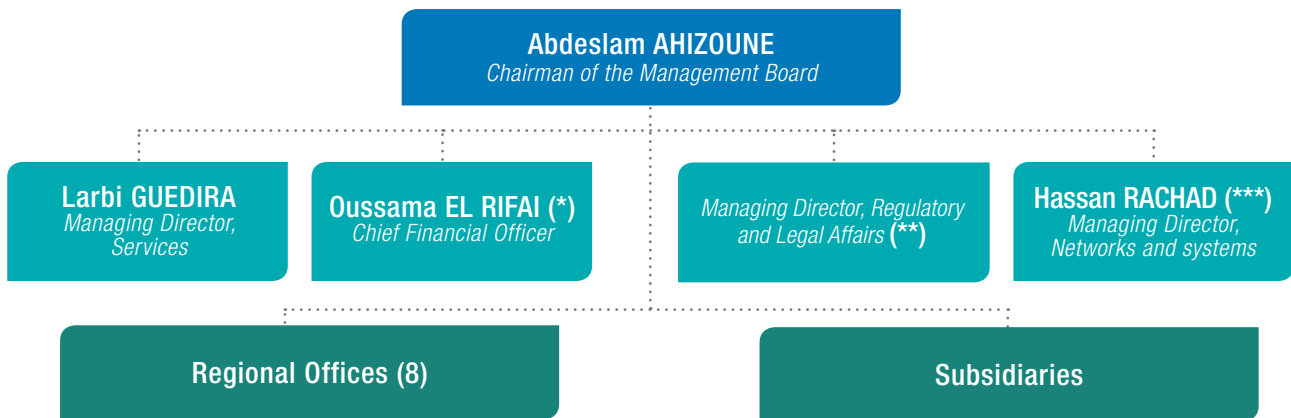 Abdeslam AHIZOUNE
Chairman of the Management Board
Larbi GUEDIRA
Managing Director,
Services
Oussama EL RIFAI (*)
Chief Financial Officer
Managing Director, Regulatory
and Legal Affairs (**)
Hassan RACHAD (***)
Managing Director,
Networks and systems
Regional Offices (8)
Subsidiaries